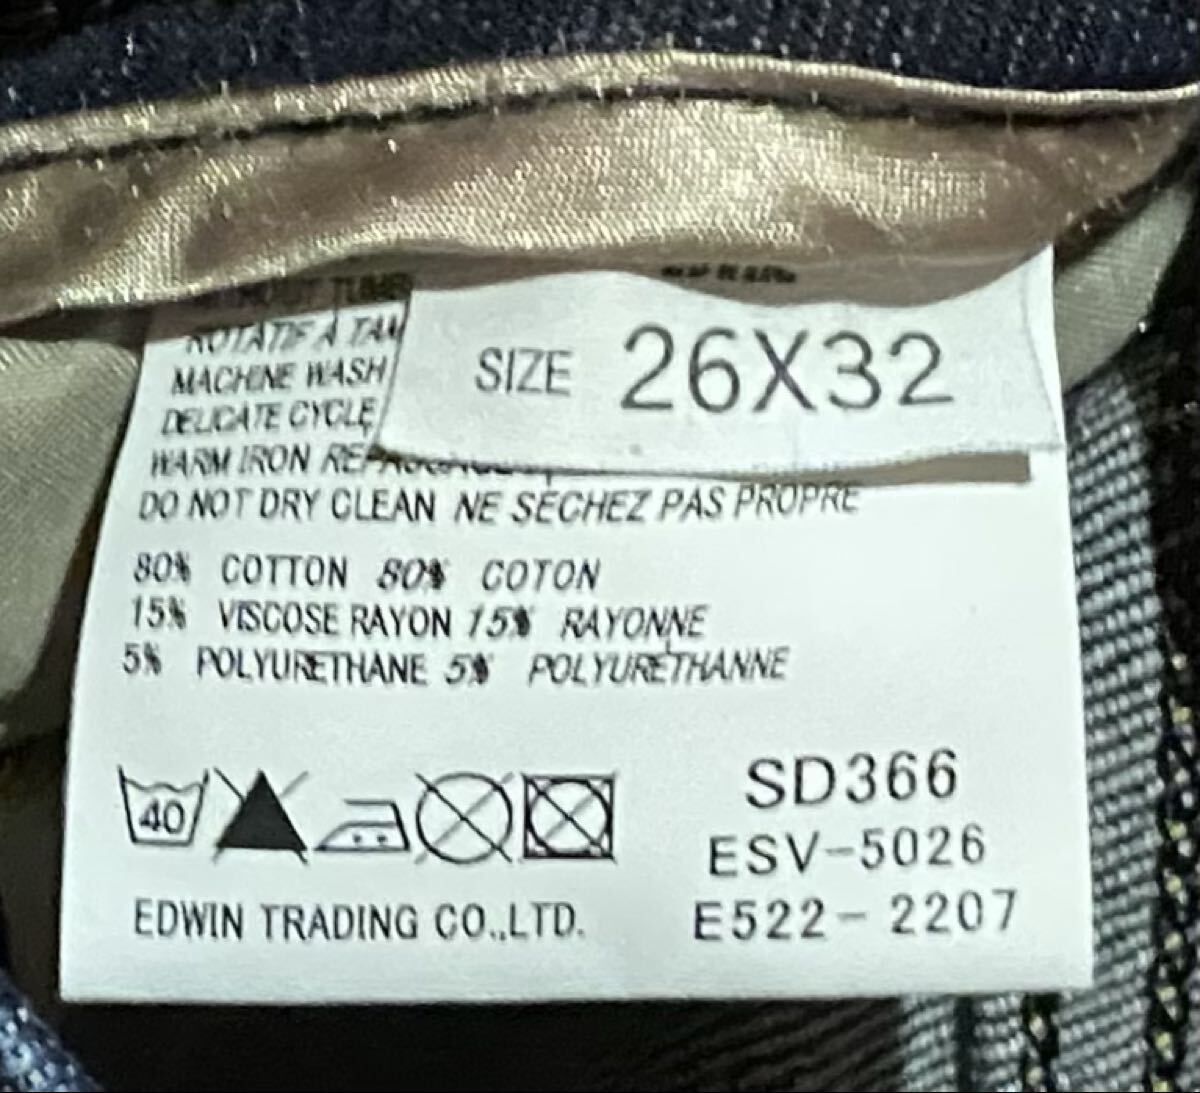 ROTATIF À
MACHINE WASH
DELICATE CYCLE
WARM IRON
DO NOT DRY CLEAN NE SECHEZ PAS PROPRE
80% COTTON 80% COTON
15% VISCOSE RAYON 15% RAYONNE
5% POLYURETHANE 5% POLYURETHANNE
SIZE 26X32
40
SD366
ESV-5026
E522-2207
EDWIN TRADING CO.,LTD.